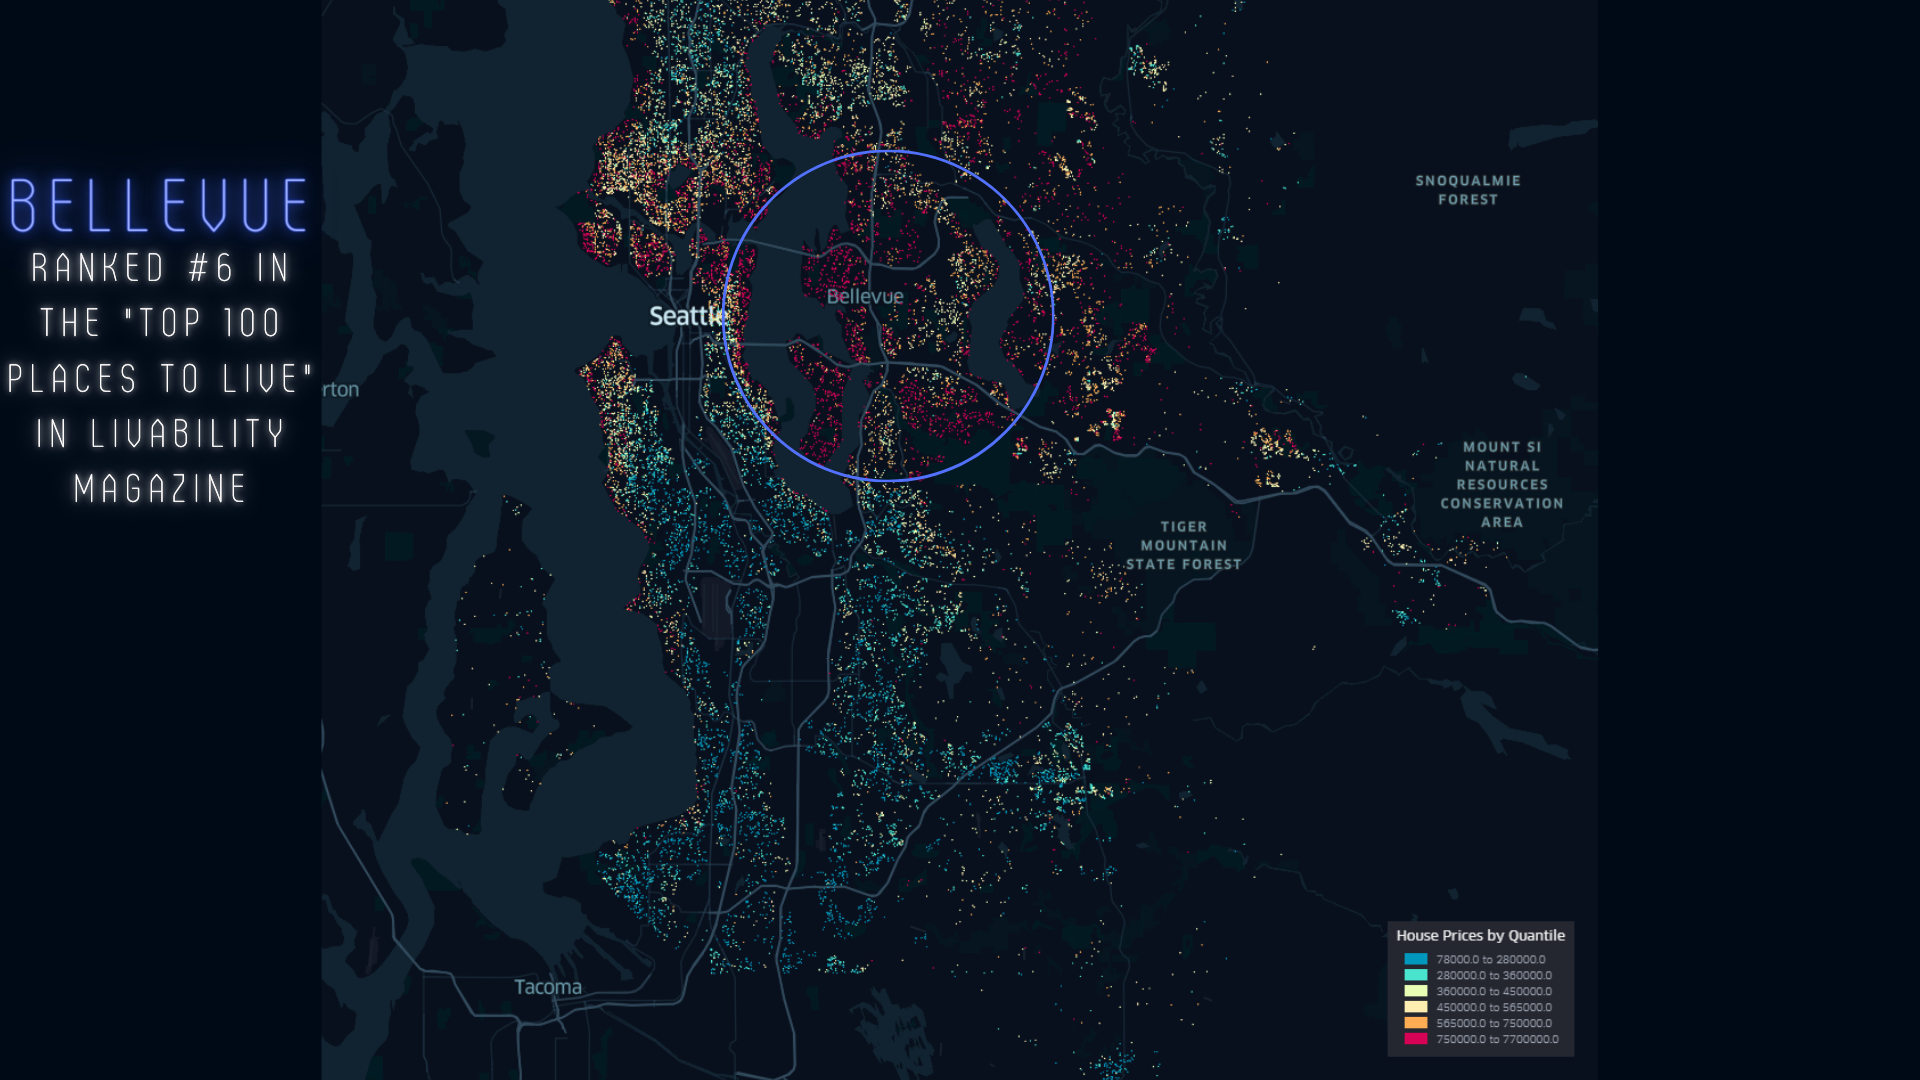 BELLEVUE
RANKED #6 IN
THE "TOP 100
PLACES TO LIVE"
IN LIVABILITY
MAGAZINE
SNOQUALMIE
FOREST
Bellevue
Seattle
rton
MOUNT SI
NATURAL
RESOURCES
CONSERVATION
AREA
TIGER
MOUNTAIN
STATE FOREST
Tacoma
House Prices by Quantile
78000.0 to 280000.0
280000.0 to 360000.0
360000.0 to 450000.0
450000.0 to 565000.0
565000.0 to 750000.0
750000.0 to 7700000.0